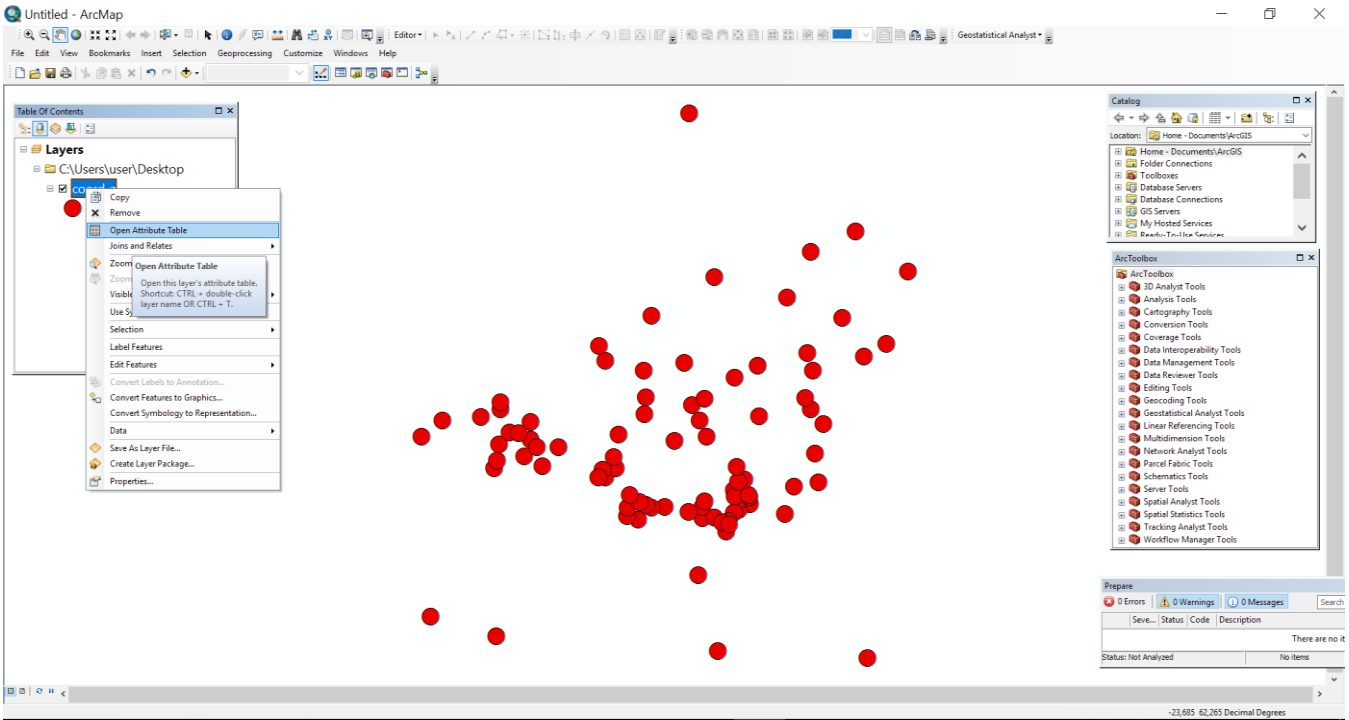 Untitled - ArcMap
Editor
Geostatistical Analyst
File Edit View Bookmarks Insert Selection Geoprocessing Customize Windows Help
Table Of Contents
Layers
C:\Users\user\Desktop
Copy
Remove
Open Attribute Table
Joins and Relates
Zoom
Open Attribute Table
Open this layer's attribute table.
Shortcut: CTRL + double-click
layer name OR CTRL + T.
Zoom
Visible
Use Sy
Selection
Label Features
Edit Features
Convert Labels to Annotation...
Convert Features to Graphics...
Convert Symbology to Representation...
Data
Save As Layer File...
Create Layer Package...
Properties...
Catalog
Location: Home - Documents\ArcGIS
Home - Documents\ArcGIS
Folder Connections
Toolboxes
Database Servers
Database Connections
GIS Servers
My Hosted Services
Ready-To-Use Services
ArcToolbox
ArcToolbox
3D Analyst Tools
Analysis Tools
Cartography Tools
Conversion Tools
Coverage Tools
Data Interoperability Tools
Data Management Tools
Data Reviewer Tools
Editing Tools
Geocoding Tools
Geostatistical Analyst Tools
Linear Referencing Tools
Multidimension Tools
Network Analyst Tools
Parcel Fabric Tools
Schematics Tools
Server Tools
Spatial Analyst Tools
Spatial Statistics Tools
Tracking Analyst Tools
Workflow Manager Tools
Prepare
0 Errors 0 Warnings 0 Messages Search
Seve... Status Code Description
There are no it
Status: Not Analyzed No items
-23,685 62,265 Decimal Degrees